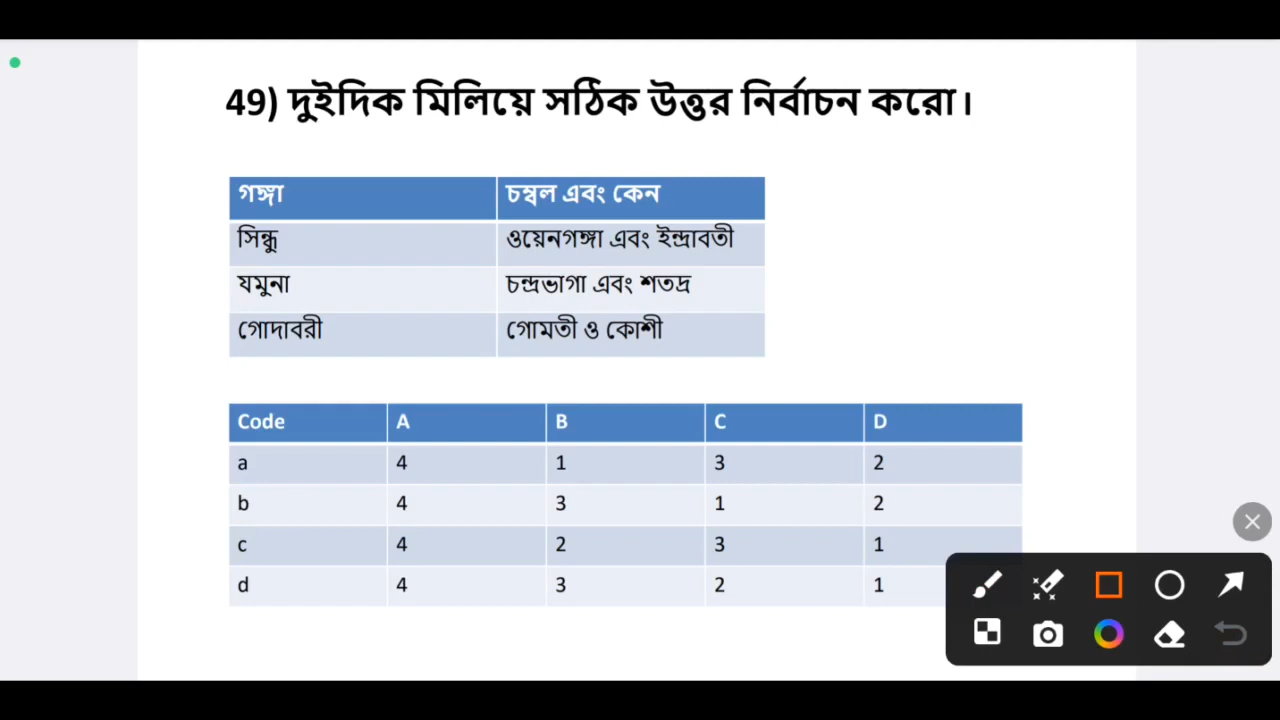 49) দুইদিক মিলিয়ে সঠিক উত্তর নির্বাচন করো।
গঙ্গা চম্বল এবং কেন
সিন্ধু ওয়েনগঙ্গা এবং ইন্দ্রাবতী
যমুনা চন্দ্রভাগা এবং শতদ্র
গোদাবরী গোমতী ও কোশী
Code A B C D
a 4 1 3 2
b 4 3 1 2
c 4 2 3 1
d 4 3 2 1